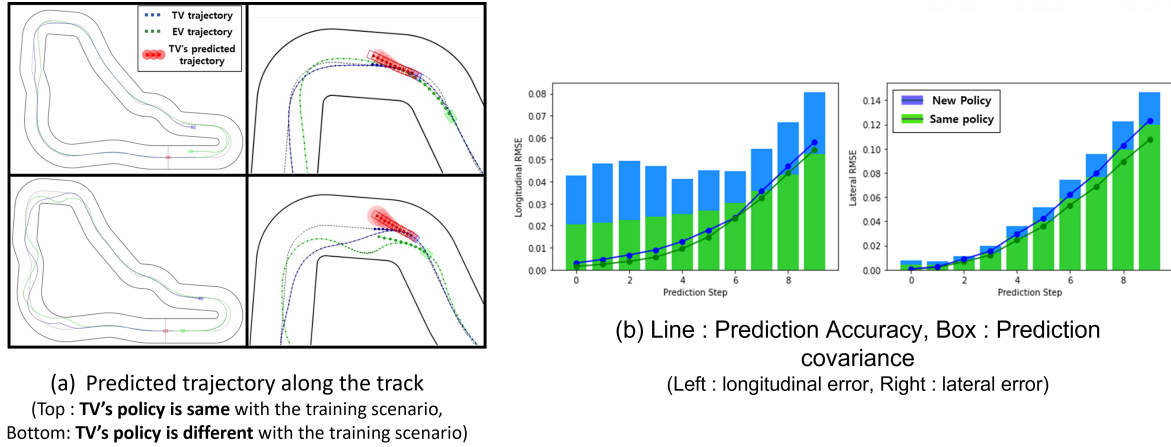 TV trajectory
EV trajectory
TV's predicted
trajectory
(a) Predicted trajectory along the track
(Top : TV's policy is same with the training scenario,
Bottom: TV's policy is different with the training scenario)
0.08
0.07
0.06
0.05
0.04
0.03
0.02
0.01
0.00
Longitudinal RMSE
0
2
4
6
8
Prediction Step
New Policy
Same policy
0.14
0.12
0.10
0.08
0.06
0.04
0.02
0.00
Lateral RMSE
0
2
4
6
8
Prediction Step
(b) Line : Prediction Accuracy, Box : Prediction
covariance
(Left : longitudinal error, Right : lateral error)